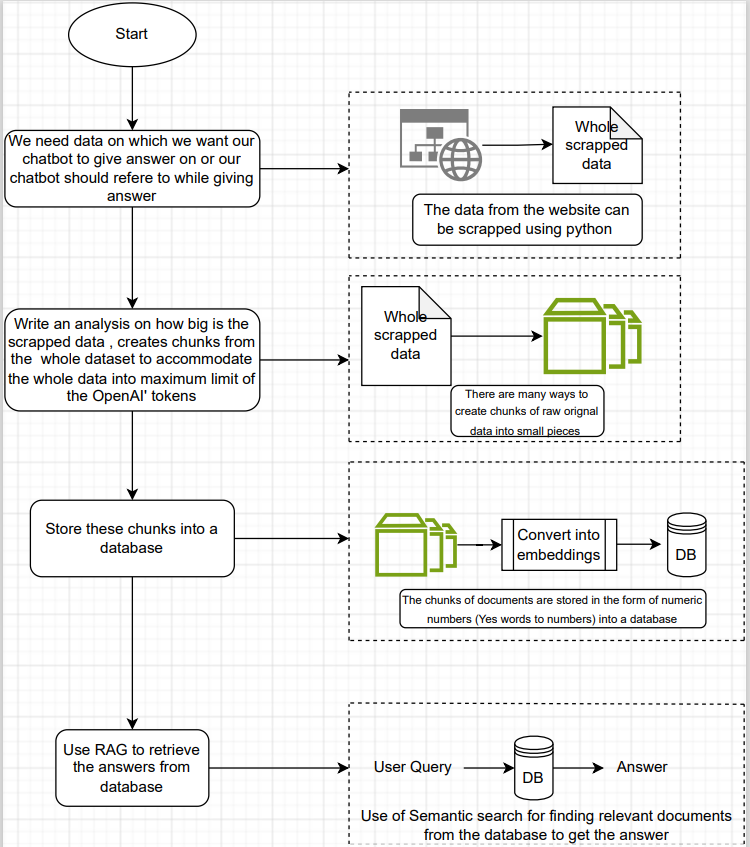 Start
We need data on which we want our
chatbot to give answer on or our
chatbot should refere to while giving
answer
Whole
scrapped
data
The data from the website can
be scrapped using python
Write an analysis on how big is the
scrapped data , creates chunks from
the whole dataset to accommodate
the whole data into maximum limit of
the OpenAI' tokens
Whole
scrapped
data
There are many ways to
create chunks of raw orignal
data into small pieces
Store these chunks into a
database
Convert into
embeddings
DB
The chunks of documents are stored in the form of numeric
numbers (Yes words to numbers) into a database
Use RAG to retrieve
the answers from
database
User Query
DB
Answer
Use of Semantic search for finding relevant documents
from the database to get the answer